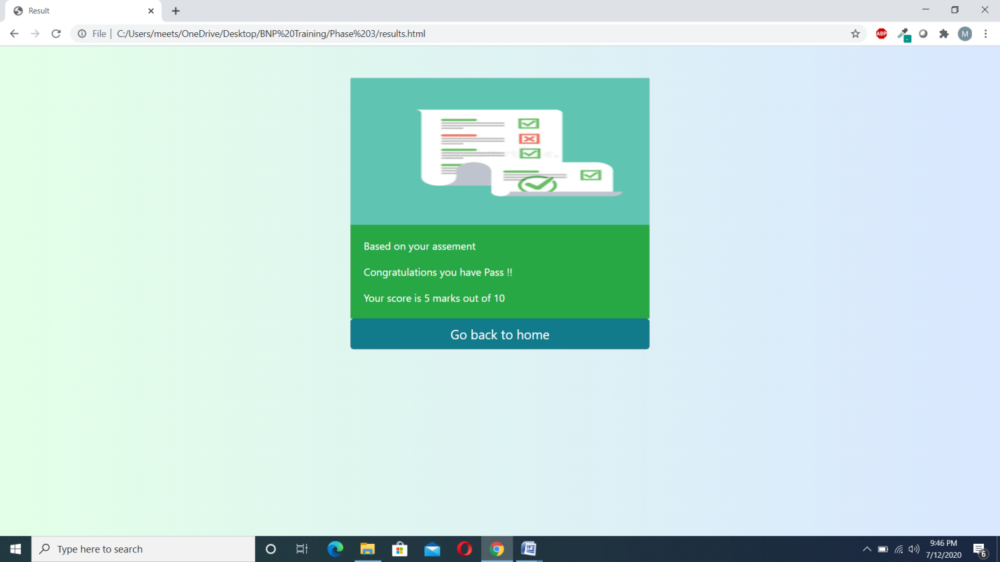 Result
File | C:/Users/meets/OneDrive/Desktop/BNP%20Training/Phase%203/results.html
ABP
M
Based on your assement
Congratulations you have Pass !!
Your score is 5 marks out of 10
Go back to home
Type here to search
9:46 PM
7/12/2020
6